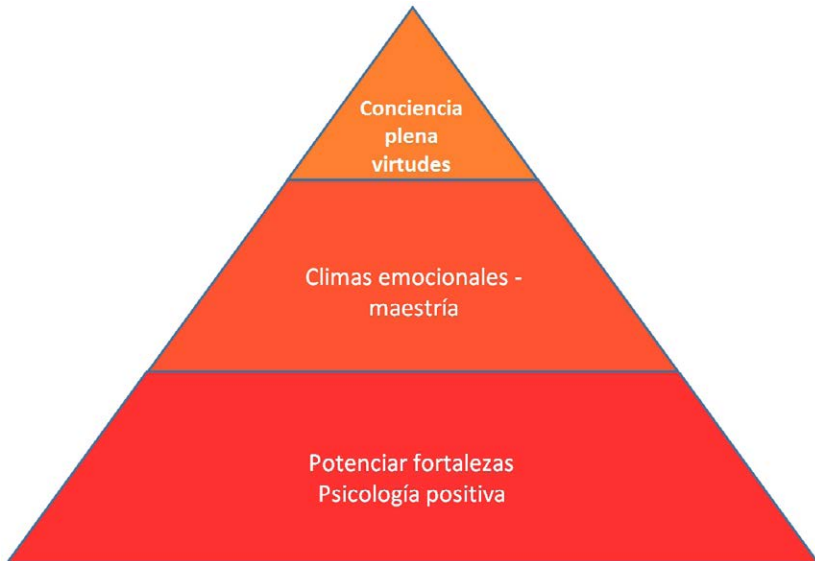 Conciencia
plena
virtudes
Climas emocionales -
maestría
Potenciar fortalezas
Psicología positiva